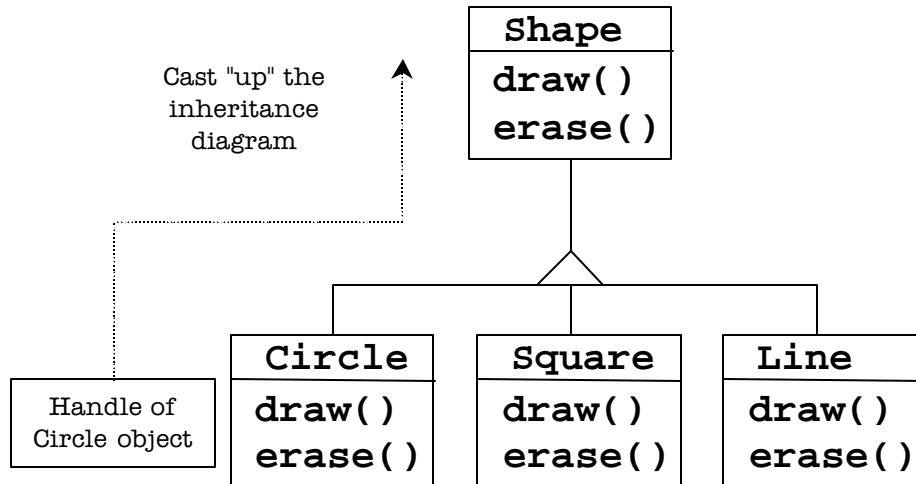 Shape
draw()
erase()
Cast "up" the
inheritance
diagram
Handle of
Circle object
Circle
draw()
erase()
Square
draw()
erase()
Line
draw()
erase()